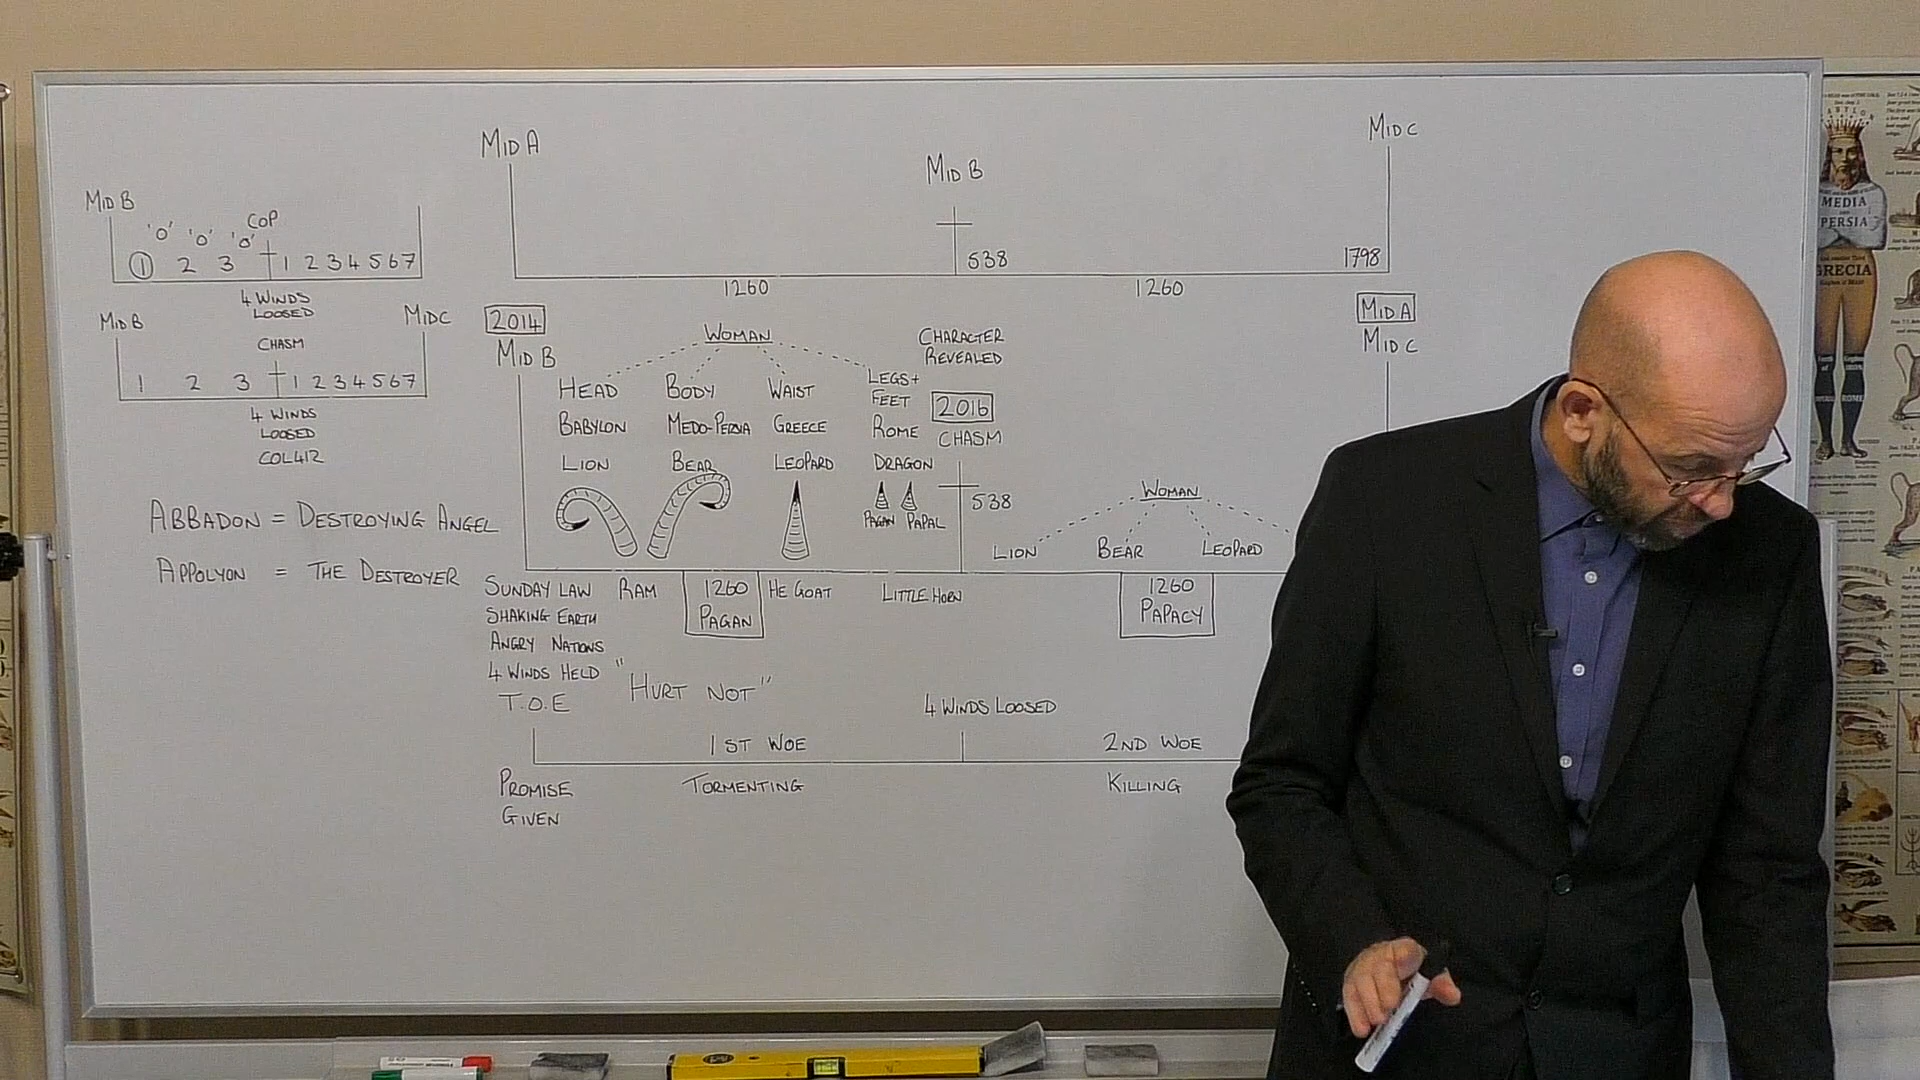 MID B
'0' '0' '0' COP
1 2 3 1 2 3 4 5 6 7
4 WINDS
LOOSED
MID B MID C
CHASM
1 2 3 1 2 3 4 5 6 7
4 WINDS
LOOSED
COL 412
ABBADON = DESTROYING ANGEL
APPOLYON = THE DESTROYER
MID A MID B MID C
538 1798
1260 1260
2014
MID B
WOMAN
CHARACTER
REVEALED
MID A
MID C
HEAD BODY WAIST LEGS+
FEET
2016
BABYLON MEDO-PERSIA GREECE ROME CHASM
LION BEAR LEOPARD DRAGON
PAGAN PAPAL
538
WOMAN
LION BEAR LEOPARD
SUNDAY LAW RAM 1260 HE GOAT LITTLE HORN 1260
SHAKING EARTH PAGAN PAPACY
ANGRY NATIONS
4 WINDS HELD
"HURT NOT"
T.O.E
4 WINDS LOOSED
1ST WOE 2ND WOE
PROMISE TORMENTING KILLING
GIVEN
MEDIA
PERSIA
GRECIA
ROME